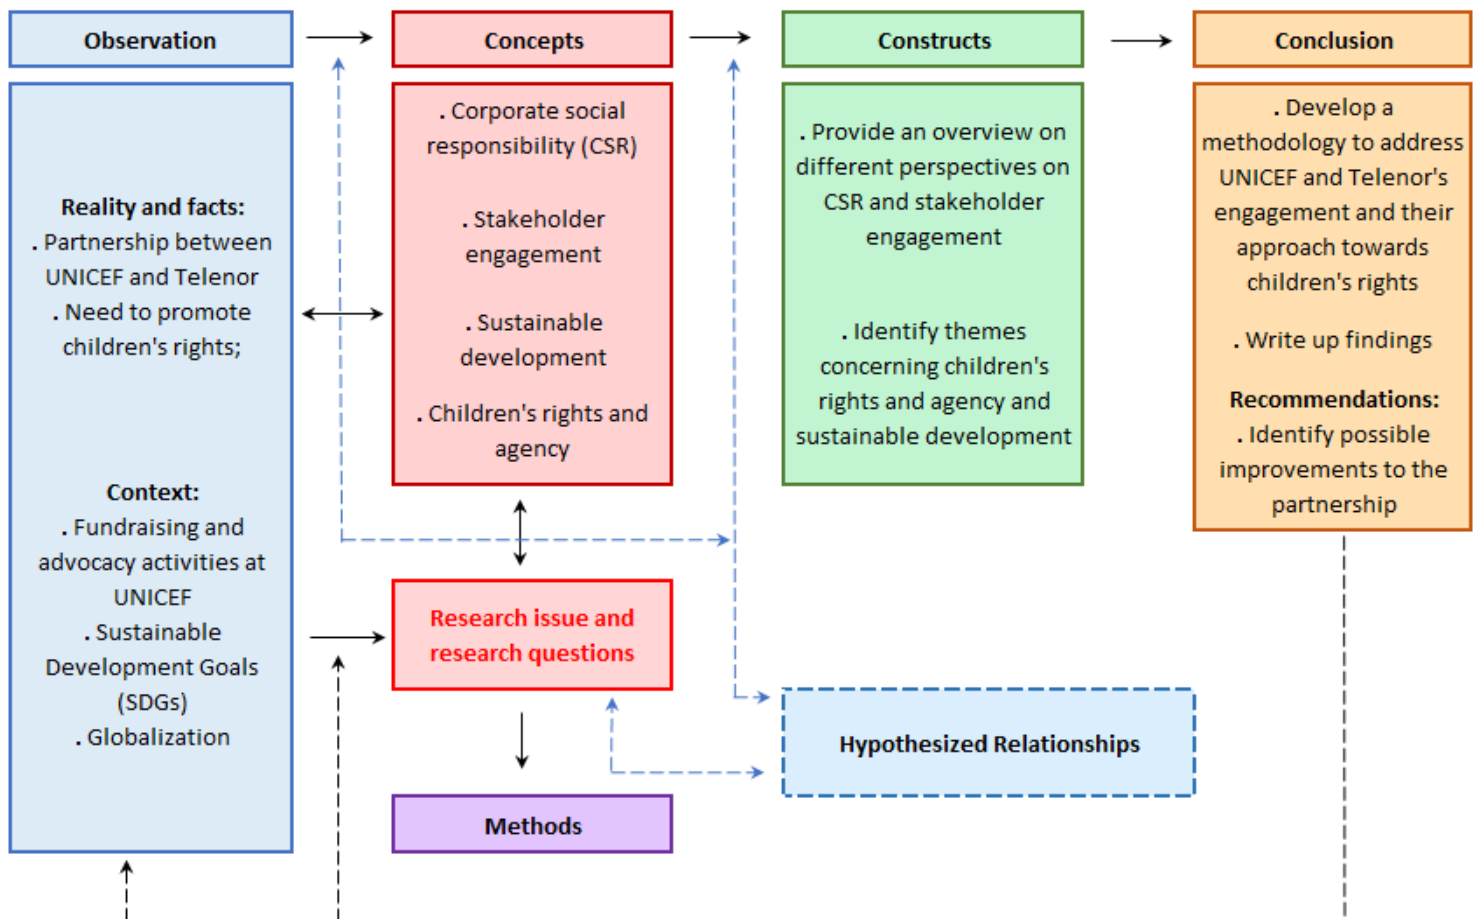 Observation
Concepts
Constructs
Conclusion
Reality and facts:
. Partnership between
UNICEF and Telenor
. Need to promote
children's rights;
Context:
. Fundraising and
advocacy activities at
UNICEF
. Sustainable
Development Goals
(SDGs)
. Globalization
. Corporate social
responsibility (CSR)
. Stakeholder
engagement
. Sustainable
development
. Children's rights and
agency
. Provide an overview on
different perspectives on
CSR and stakeholder
engagement
. Identify themes
concerning children's
rights and agency and
sustainable development
. Develop a
methodology to address
UNICEF and Telenor's
engagement and their
approach towards
children's rights
. Write up findings
Recommendations:
. Identify possible
improvements to the
partnership
Research issue and
research questions
Hypothesized Relationships
Methods